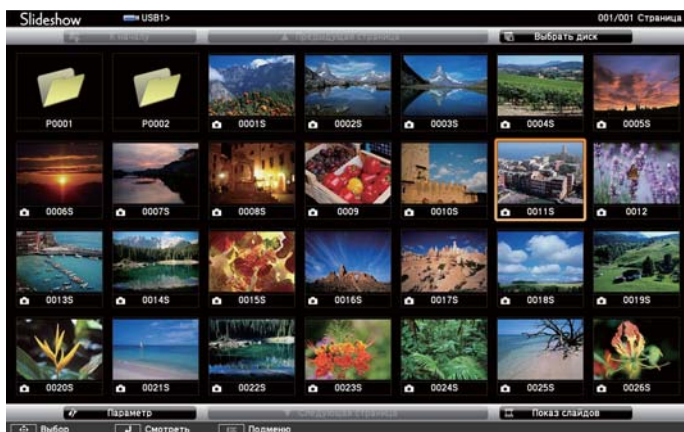 Slideshow USB1> 001/001 Страница
К началу Предыдущая страница Выбрать диск
P0001 P0002 0001S 0002S 0003S 0004S 0005S
0006S 0007S 0008S 0009 0010S 0011S 0012
0013S 0014S 0015S 0016S 0017S 0018S 0019S
0020S 0021S 0022S 0023S 0024S 0025S 0026S
Параметр Следующая страница Показ слайдов
Выбор Смотреть Подменю